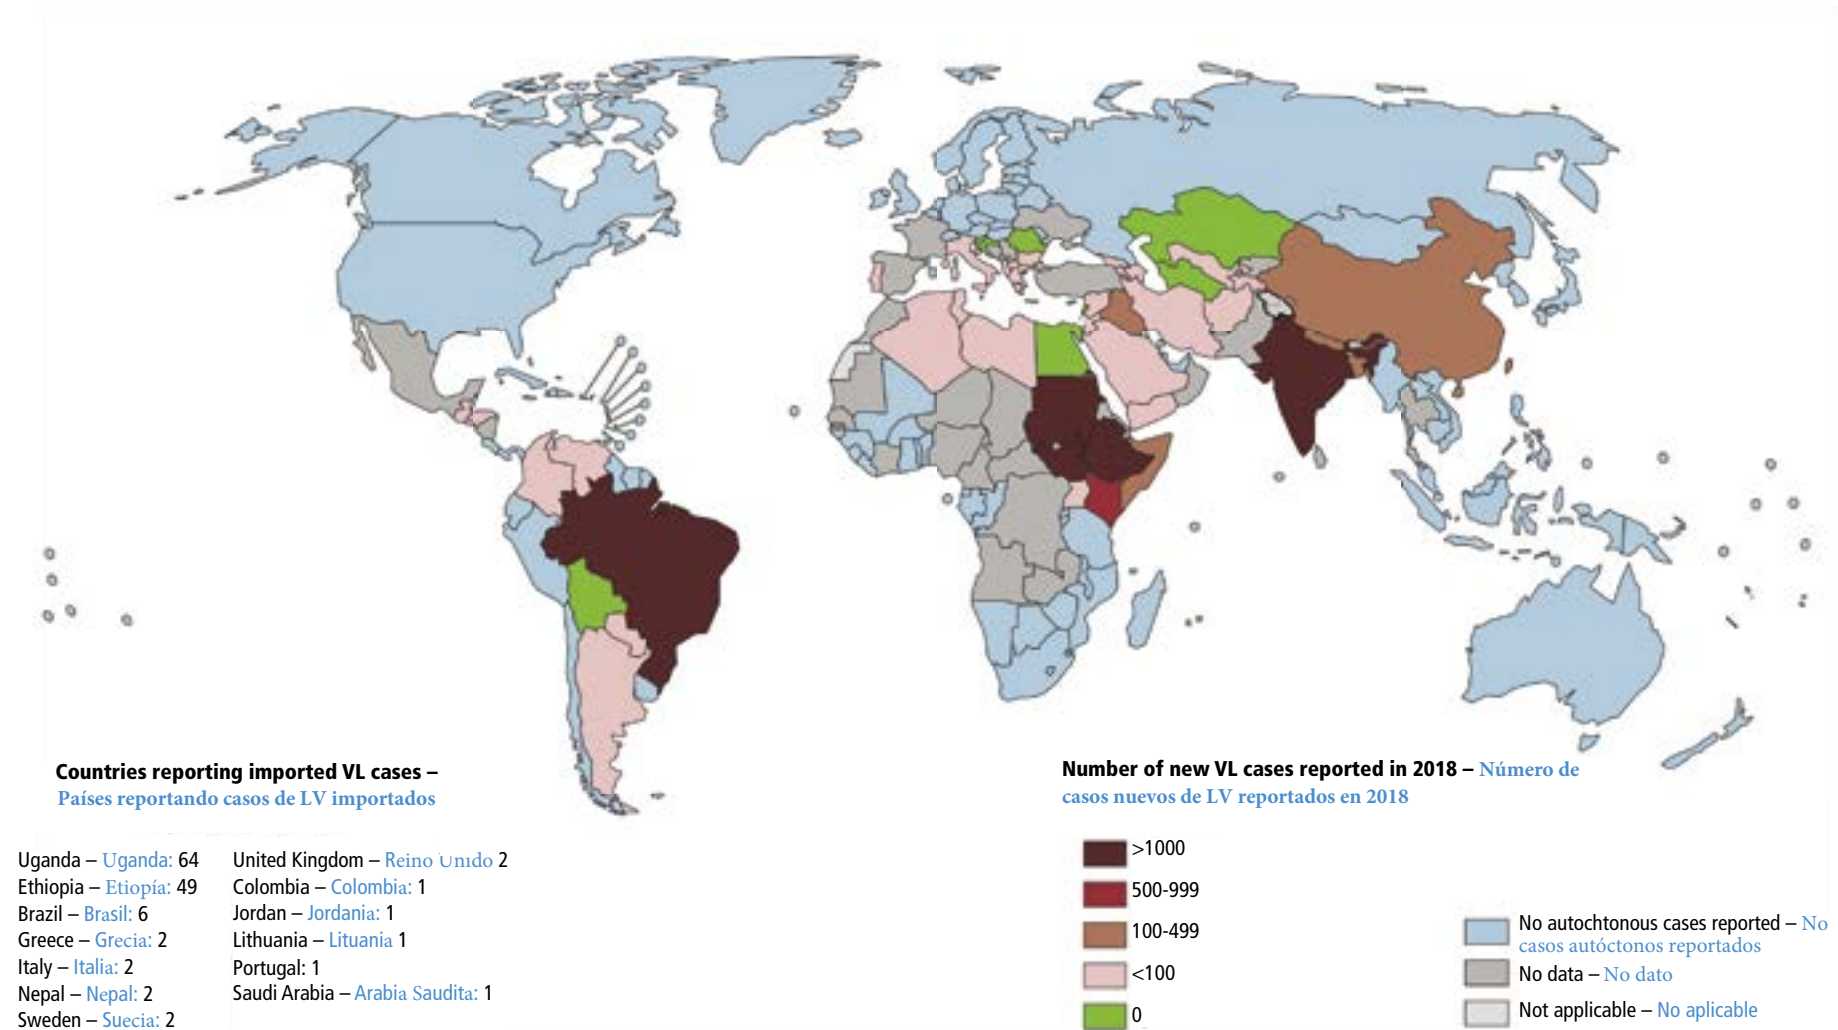 Countries reporting imported VL cases –
Países reportando casos de LV importados
Uganda – Uganda: 64
Ethiopia – Etiopía: 49
Brazil – Brasil: 6
Greece – Grecia: 2
Italy – Italia: 2
Nepal – Nepal: 2
Sweden – Suecia: 2
United Kingdom – Reino Unido 2
Colombia – Colombia: 1
Jordan – Jordania: 1
Lithuania – Lituania 1
Portugal: 1
Saudi Arabia – Arabia Saudita: 1
Number of new VL cases reported in 2018 – Número de
casos nuevos de LV reportados en 2018
>1000
500-999
100-499
<100
0
No autochtonous cases reported – No
casos autóctonos reportados
No data – No dato
Not applicable – No aplicable